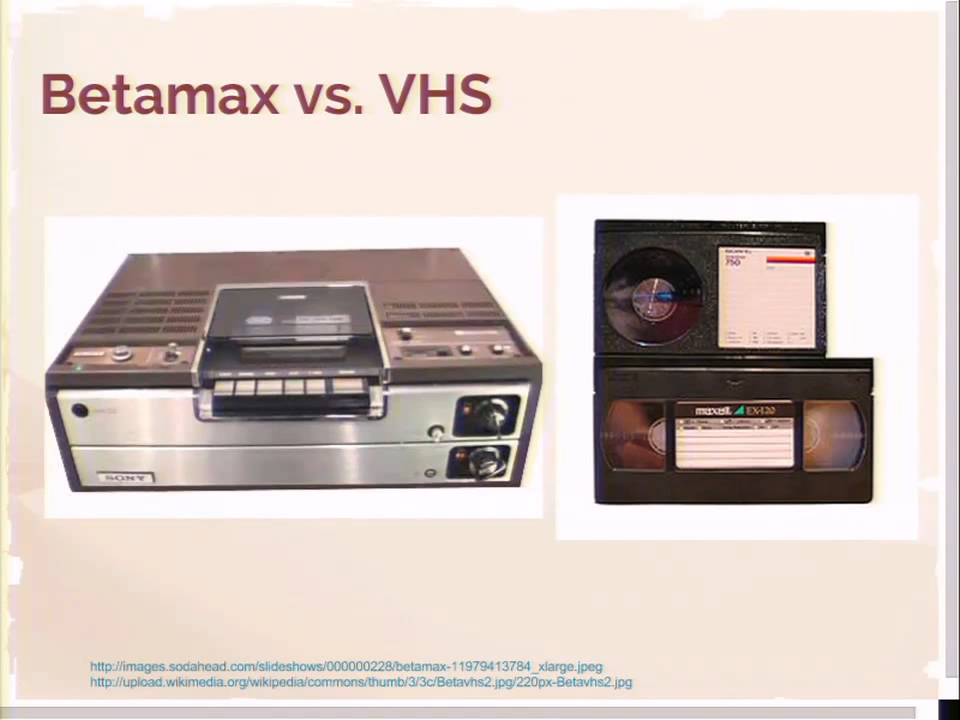 Betamax vs. VHS
SONY
750
maxell EX-120
http://images.sodahead.com/slideshows/000000228/betamax-11979413784_xlarge.jpeg
http://upload.wikimedia.org/wikipedia/commons/thumb/3/3c/Betavhs2.jpg/220px-Betavhs2.jpg